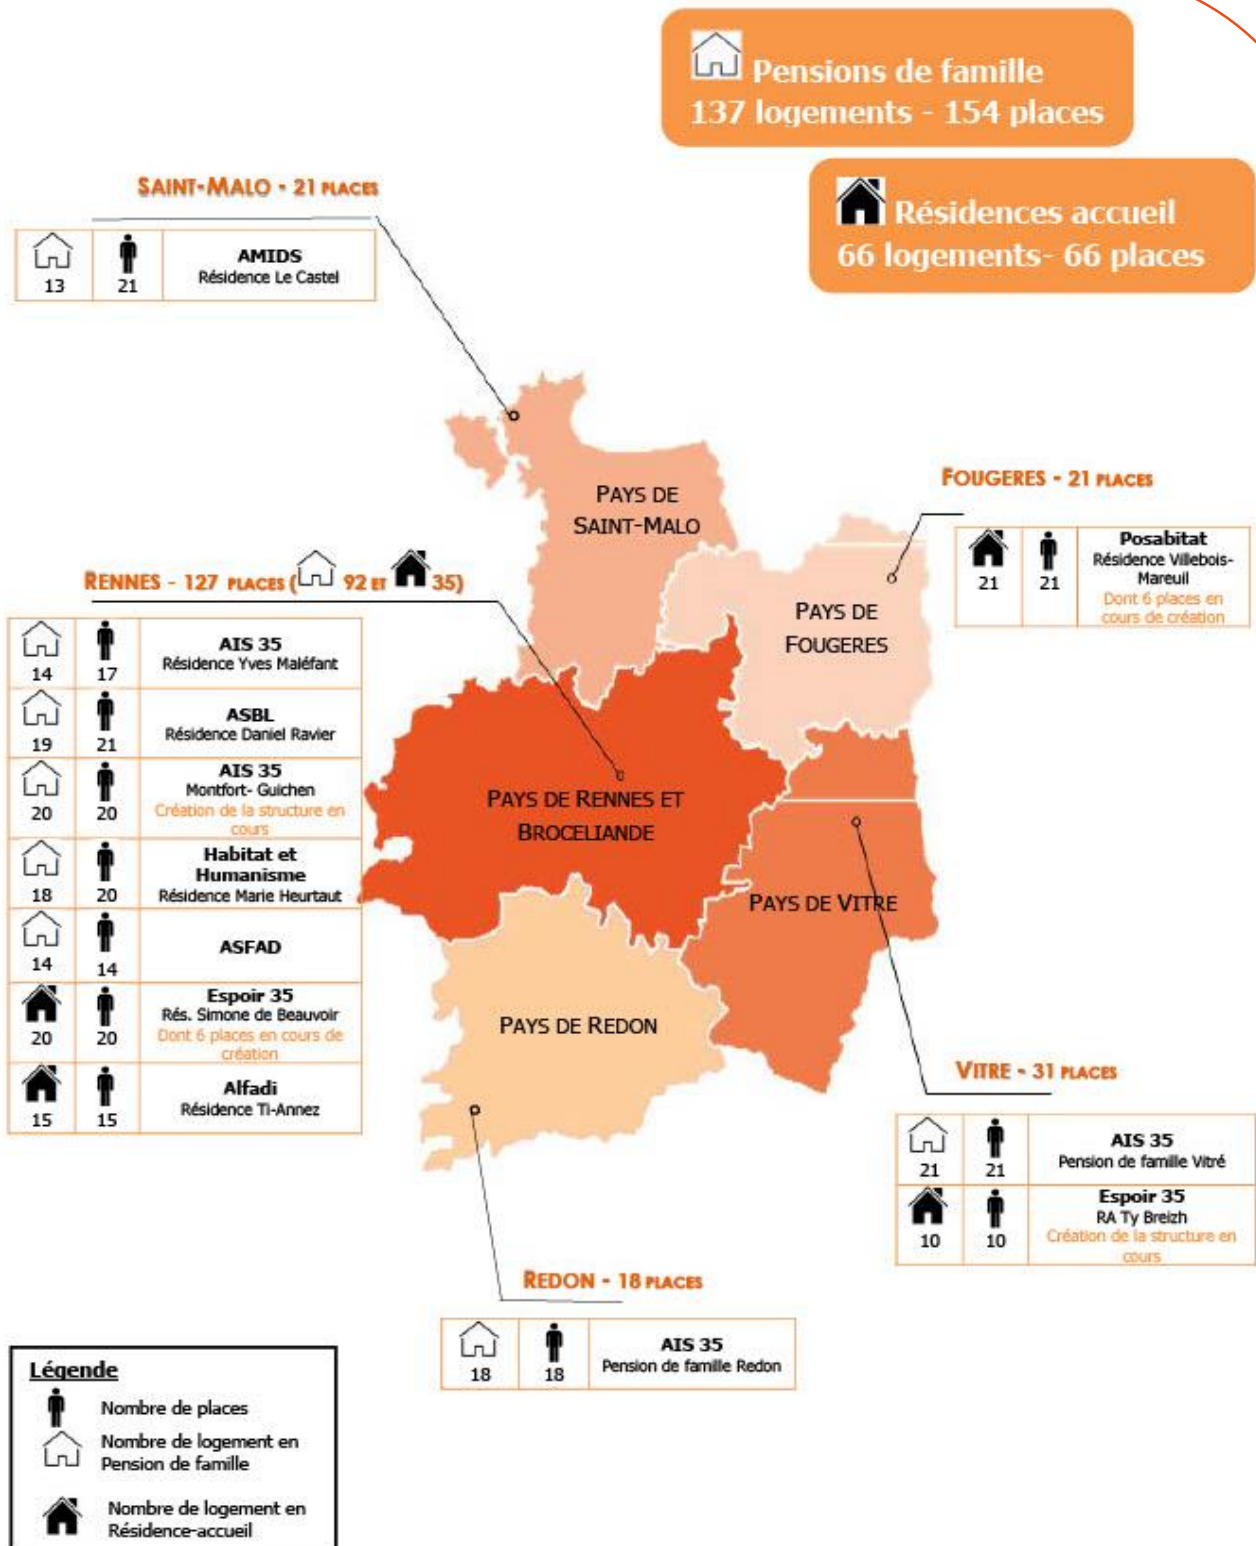 Pensions de famille
137 logements - 154 places
Résidences accueil
66 logements- 66 places
SAINT-MALO - 21 PLACES
13
21
AMIDS
Résidence Le Castel
FOUGERES - 21 PLACES
21
21
Posabitat
Résidence Villebois-
Mareuil
Dont 6 places en
cours de création
RENNES - 127 PLACES ( 92 ET 35)
14
17
AIS 35
Résidence Yves Maléfant
19
21
ASBL
Résidence Daniel Ravier
20
20
AIS 35
Montfort- Guichen
Création de la structure en
cours
18
20
Habitat et
Humanisme
Résidence Marie Heurtaut
14
14
ASFAD
20
20
Espoir 35
Rés. Simone de Beauvoir
Dont 6 places en cours de
création
15
15
Alfadi
Résidence Ti-Annez
PAYS DE
SAINT-MALO
PAYS DE
FOUGERES
PAYS DE RENNES ET
BROCELIANDE
PAYS DE VITRE
PAYS DE REDON
VITRE - 31 PLACES
21
21
AIS 35
Pension de famille Vitré
10
10
Espoir 35
RA Ty Breizh
Création de la structure en
cours
REDON - 18 PLACES
18
18
AIS 35
Pension de famille Redon
Légende
Nombre de places
Nombre de logement en
Pension de famille
Nombre de logement en
Résidence-accueil